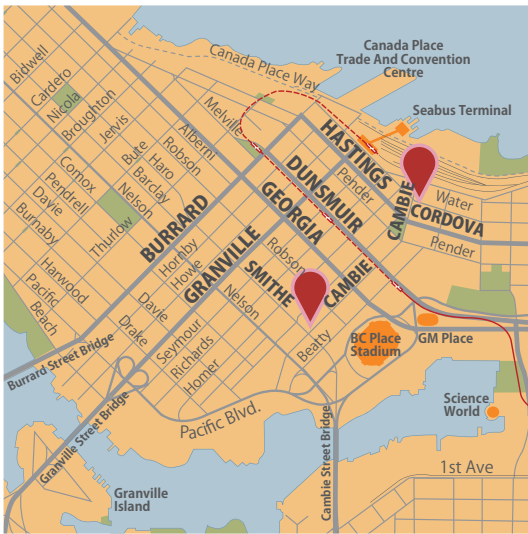 Canada Place
Trade And Convention
Centre
Canada Place Way
Seabus Terminal
Bidwell
Cardero
Nicola
Broughton
Jervis
Melville
Alberni
Robson
Bute
Haro
Barclay
Nelson
Thurlow
Comox
Pendrell
Davie
Burnaby
Harwood
Pacific
Beach
HASTINGS
DUNSMUIR
Pender
GEORGIA
CAMBIE
Water
CORDOVA
Pender
BURRARD
GRANVILLE
Hornby
Howe
Robson
SMITHE
CAMBIE
Nelson
Davie
Drake
Seymour
Richards
Homer
Beatty
BC Place
Stadium
GM Place
Burrard Street Bridge
Granville Street Bridge
Pacific Blvd.
Cambie Street Bridge
Science
World
1st Ave
Granville
Island